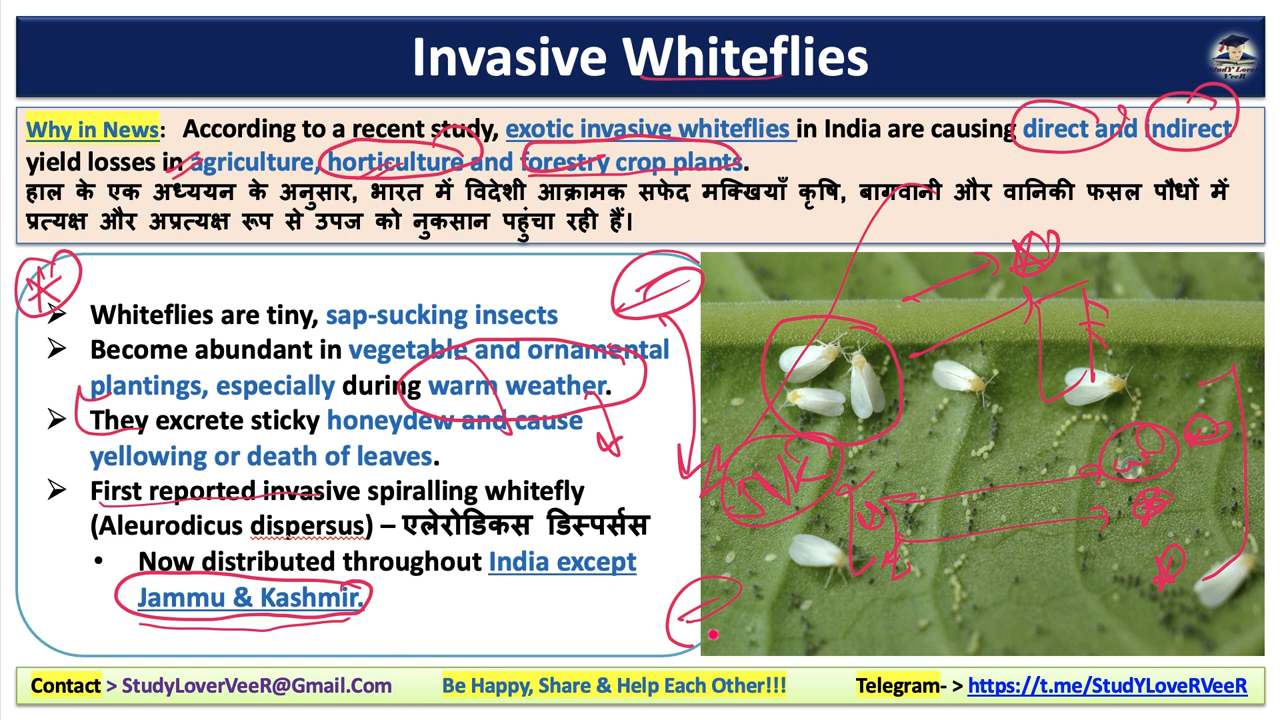 Invasive Whiteflies
StudY Lover
VeeR
Why in News: According to a recent study, exotic invasive whiteflies in India are causing direct and indirect
yield losses in agriculture, horticulture and forestry crop plants.
हाल के एक अध्ययन के अनुसार, भारत में विदेशी आक्रामक सफेद मक्खियाँ कृषि, बागवानी और वानिकी फसल पौधों में
प्रत्यक्ष और अप्रत्यक्ष रूप से उपज को नुकसान पहुंचा रही हैं।
➢ Whiteflies are tiny, sap-sucking insects
➢ Become abundant in vegetable and ornamental
plantings, especially during warm weather.
➢ They excrete sticky honeydew and cause
yellowing or death of leaves.
➢ First reported invasive spiralling whitefly
(Aleurodicus dispersus) – एलेरोडिकस डिस्पर्सस
• Now distributed throughout India except
Jammu & Kashmir.
Contact > StudyLoverVeeR@Gmail.Com Be Happy, Share & Help Each Other!!! Telegram- > https://t.me/StudYLoveRVeeR